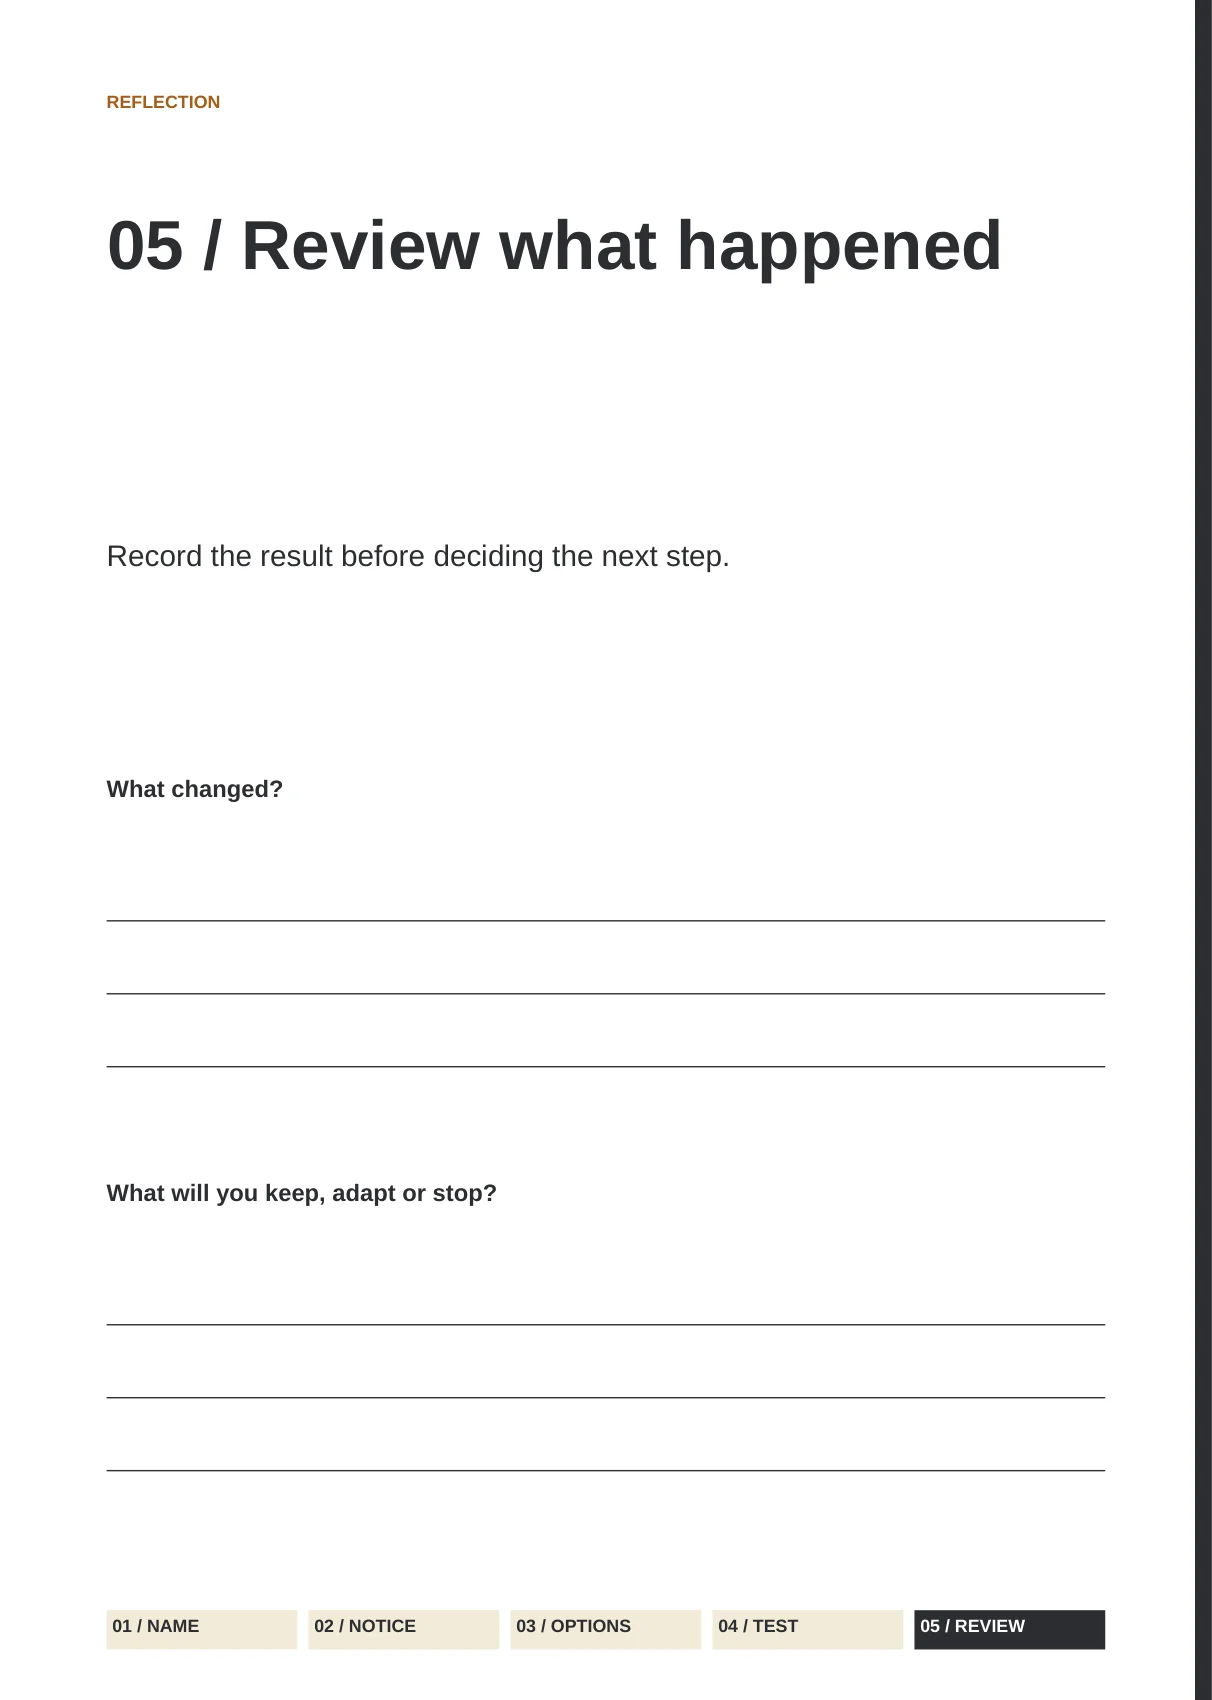 REFLECTION
05 / Review what happened
Record the result before deciding the next step.
What changed?
What will you keep, adapt or stop?
01 / NAME
02 / NOTICE
03 / OPTIONS
04 / TEST
05 / REVIEW